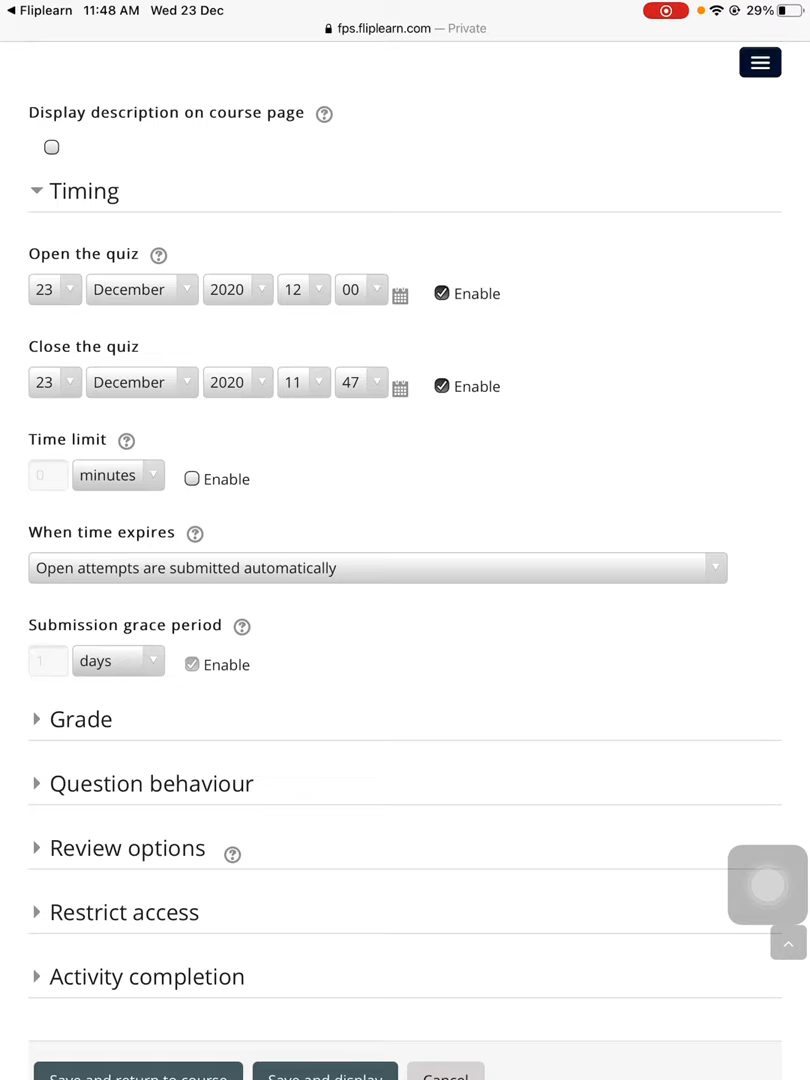 Fliplearn 11:48 AM Wed 23 Dec 29%
fps.fliplearn.com — Private
Display description on course page
Timing
Open the quiz
23 December 2020 12 00 Enable
Close the quiz
23 December 2020 11 47 Enable
Time limit
0 minutes Enable
When time expires
Open attempts are submitted automatically
Submission grace period
1 days Enable
Grade
Question behaviour
Review options
Restrict access
Activity completion
Save and return to course Save and display Cancel